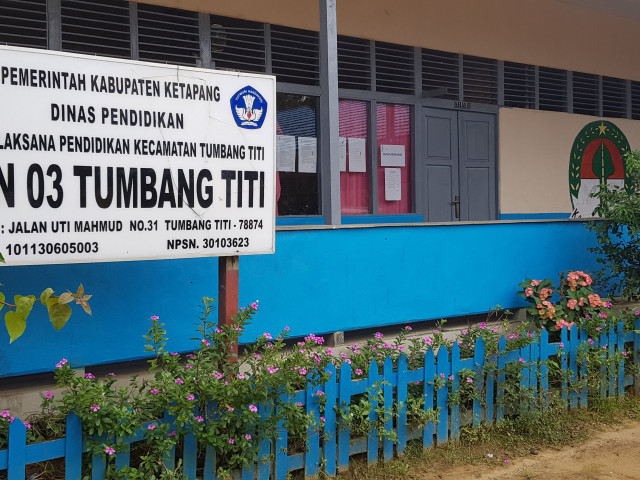 PEMERINTAH KABUPATEN KETAPANG
DINAS PENDIDIKAN
LAKSANA PENDIDIKAN KECAMATAN TUMBANG TITI
N 03 TUMBANG TITI
: JALAN UTI MAHMUD NO.31 TUMBANG TITI - 78874
101130605003 NPSN. 30103623